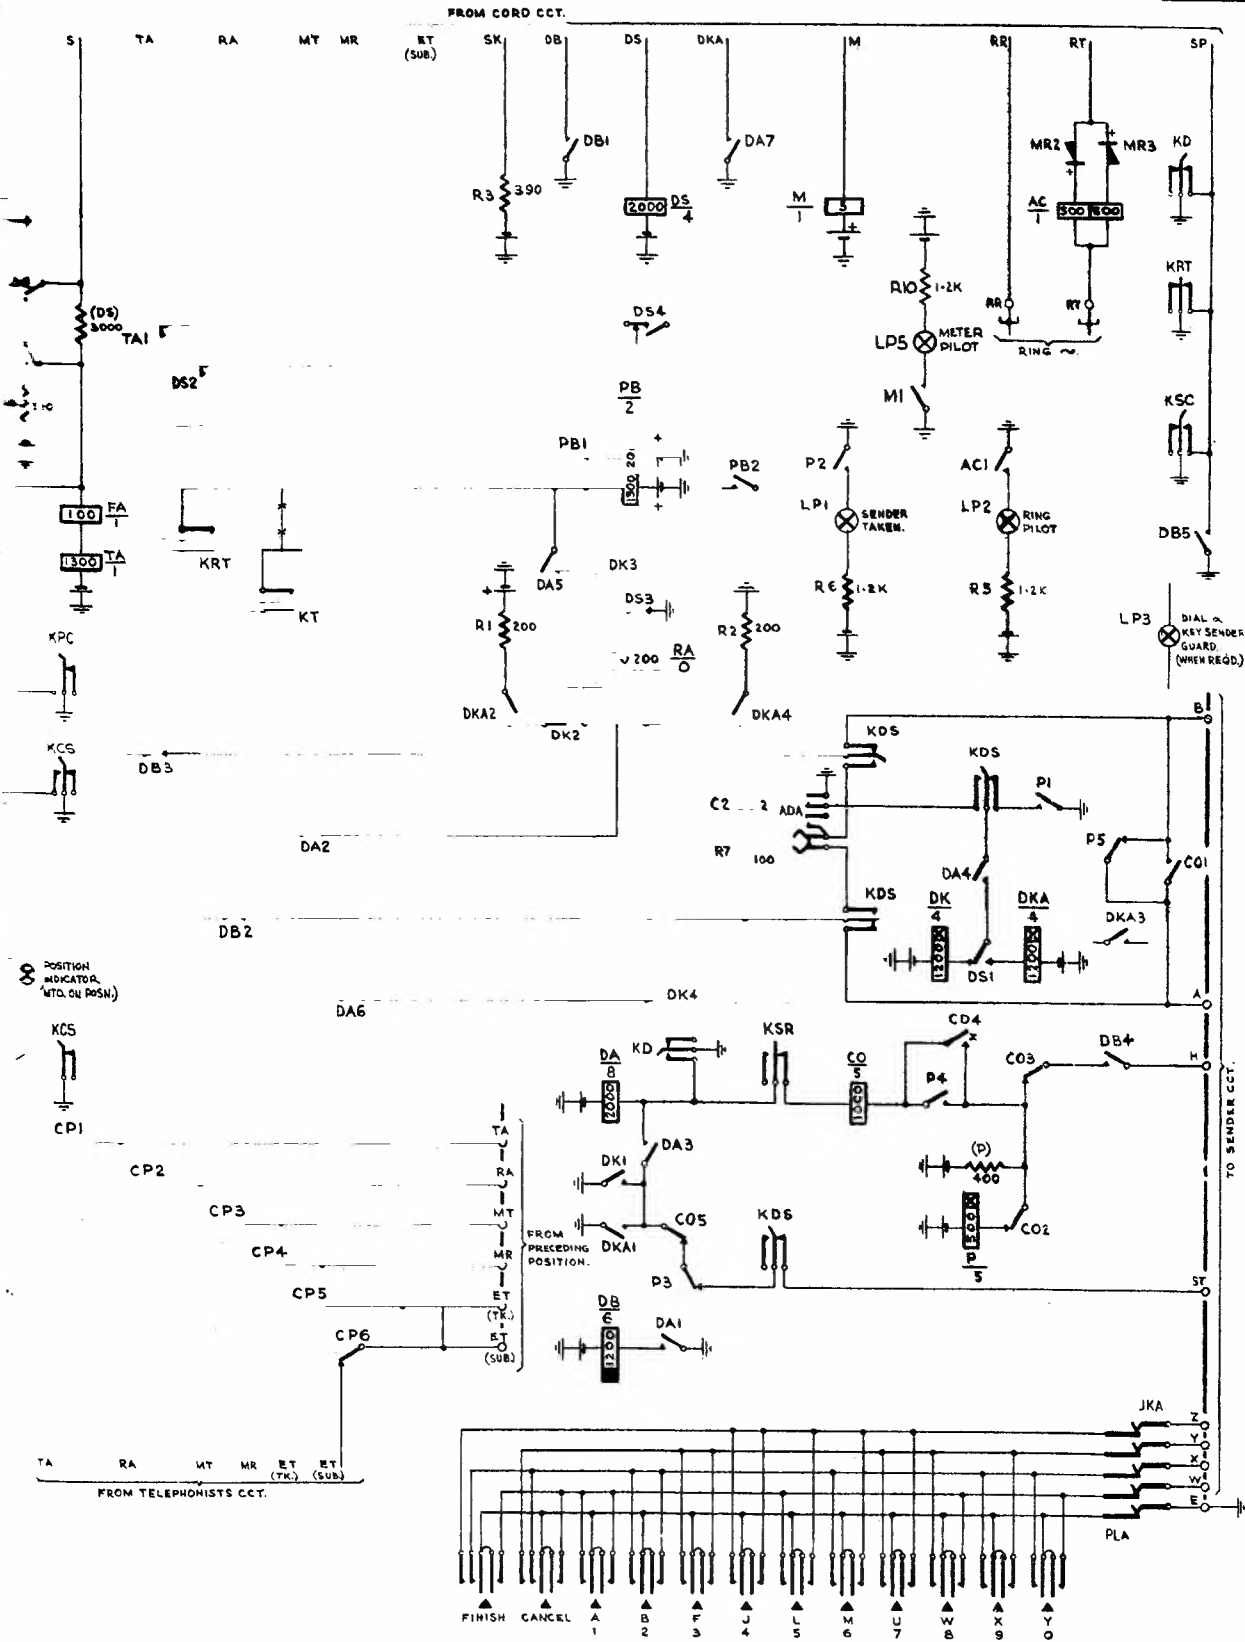 FROM CORD CCT.
S TA RA MT MR ET (SUB.) SK DB DS DKA M RR RT SP
DB1
DA7
MR2
MR3
KD
R3 390
2000 DS/4
M/1 5
AC/1 500 500
KRT
R10 1·2K
RR
RT
RING
(DS) 3000
TA1
DS4
LP5 METER PILOT
DS2
PB/2
M1
KSC
PB1
PB2
P2
AC1
1300 201
100 FA/1
LP1 SENDER TAKEN.
LP2 RING PILOT
DB5
1300 TA/1
KRT
DA5
DK3
R1 200
DS3
R2 200
R6 1·2K
R5 1·2K
KT
LP3 DIAL OR KEY SENDER GUARD. (WHEN REQD.)
KPC
200 RA/0
DKA2
DK2
DKA4
B
KCS
DB3
KDS
KDS
P1
C2 2
ADA
R7 100
DA2
P5
CO1
DA4
KDS
DK/4
DKA/4
DKA3
DB2
1200
1200
DS1
POSITION INDICATOR MTD. ON POSN.)
A
DA6
DK4
KCS
KD
KSR
CD4
CO3
DB4
H
DA/8
2000
CO/5
1000
P4
CP1
TO SENDER CCT.
TA
DA3
CP2
RA
DK1
(P) 400
CP3
MT
DKA1
CO5
KDS
500
CO2
P/5
CP4
MR
FROM PRECEDING POSITION.
CP5
ET (TK.)
P3
ST
CP6
ET (SUB.)
DB/6
1200
DA1
JKA
Z
Y
X
W
E
PLA
TA RA MT MR ET (TK.) ET (SUB.)
FROM TELEPHONISTS CCT.
FINISH CANCEL A 1 B 2 F 3 J 4 L 5 M 6 U 7 W 8 X 9 Y 0